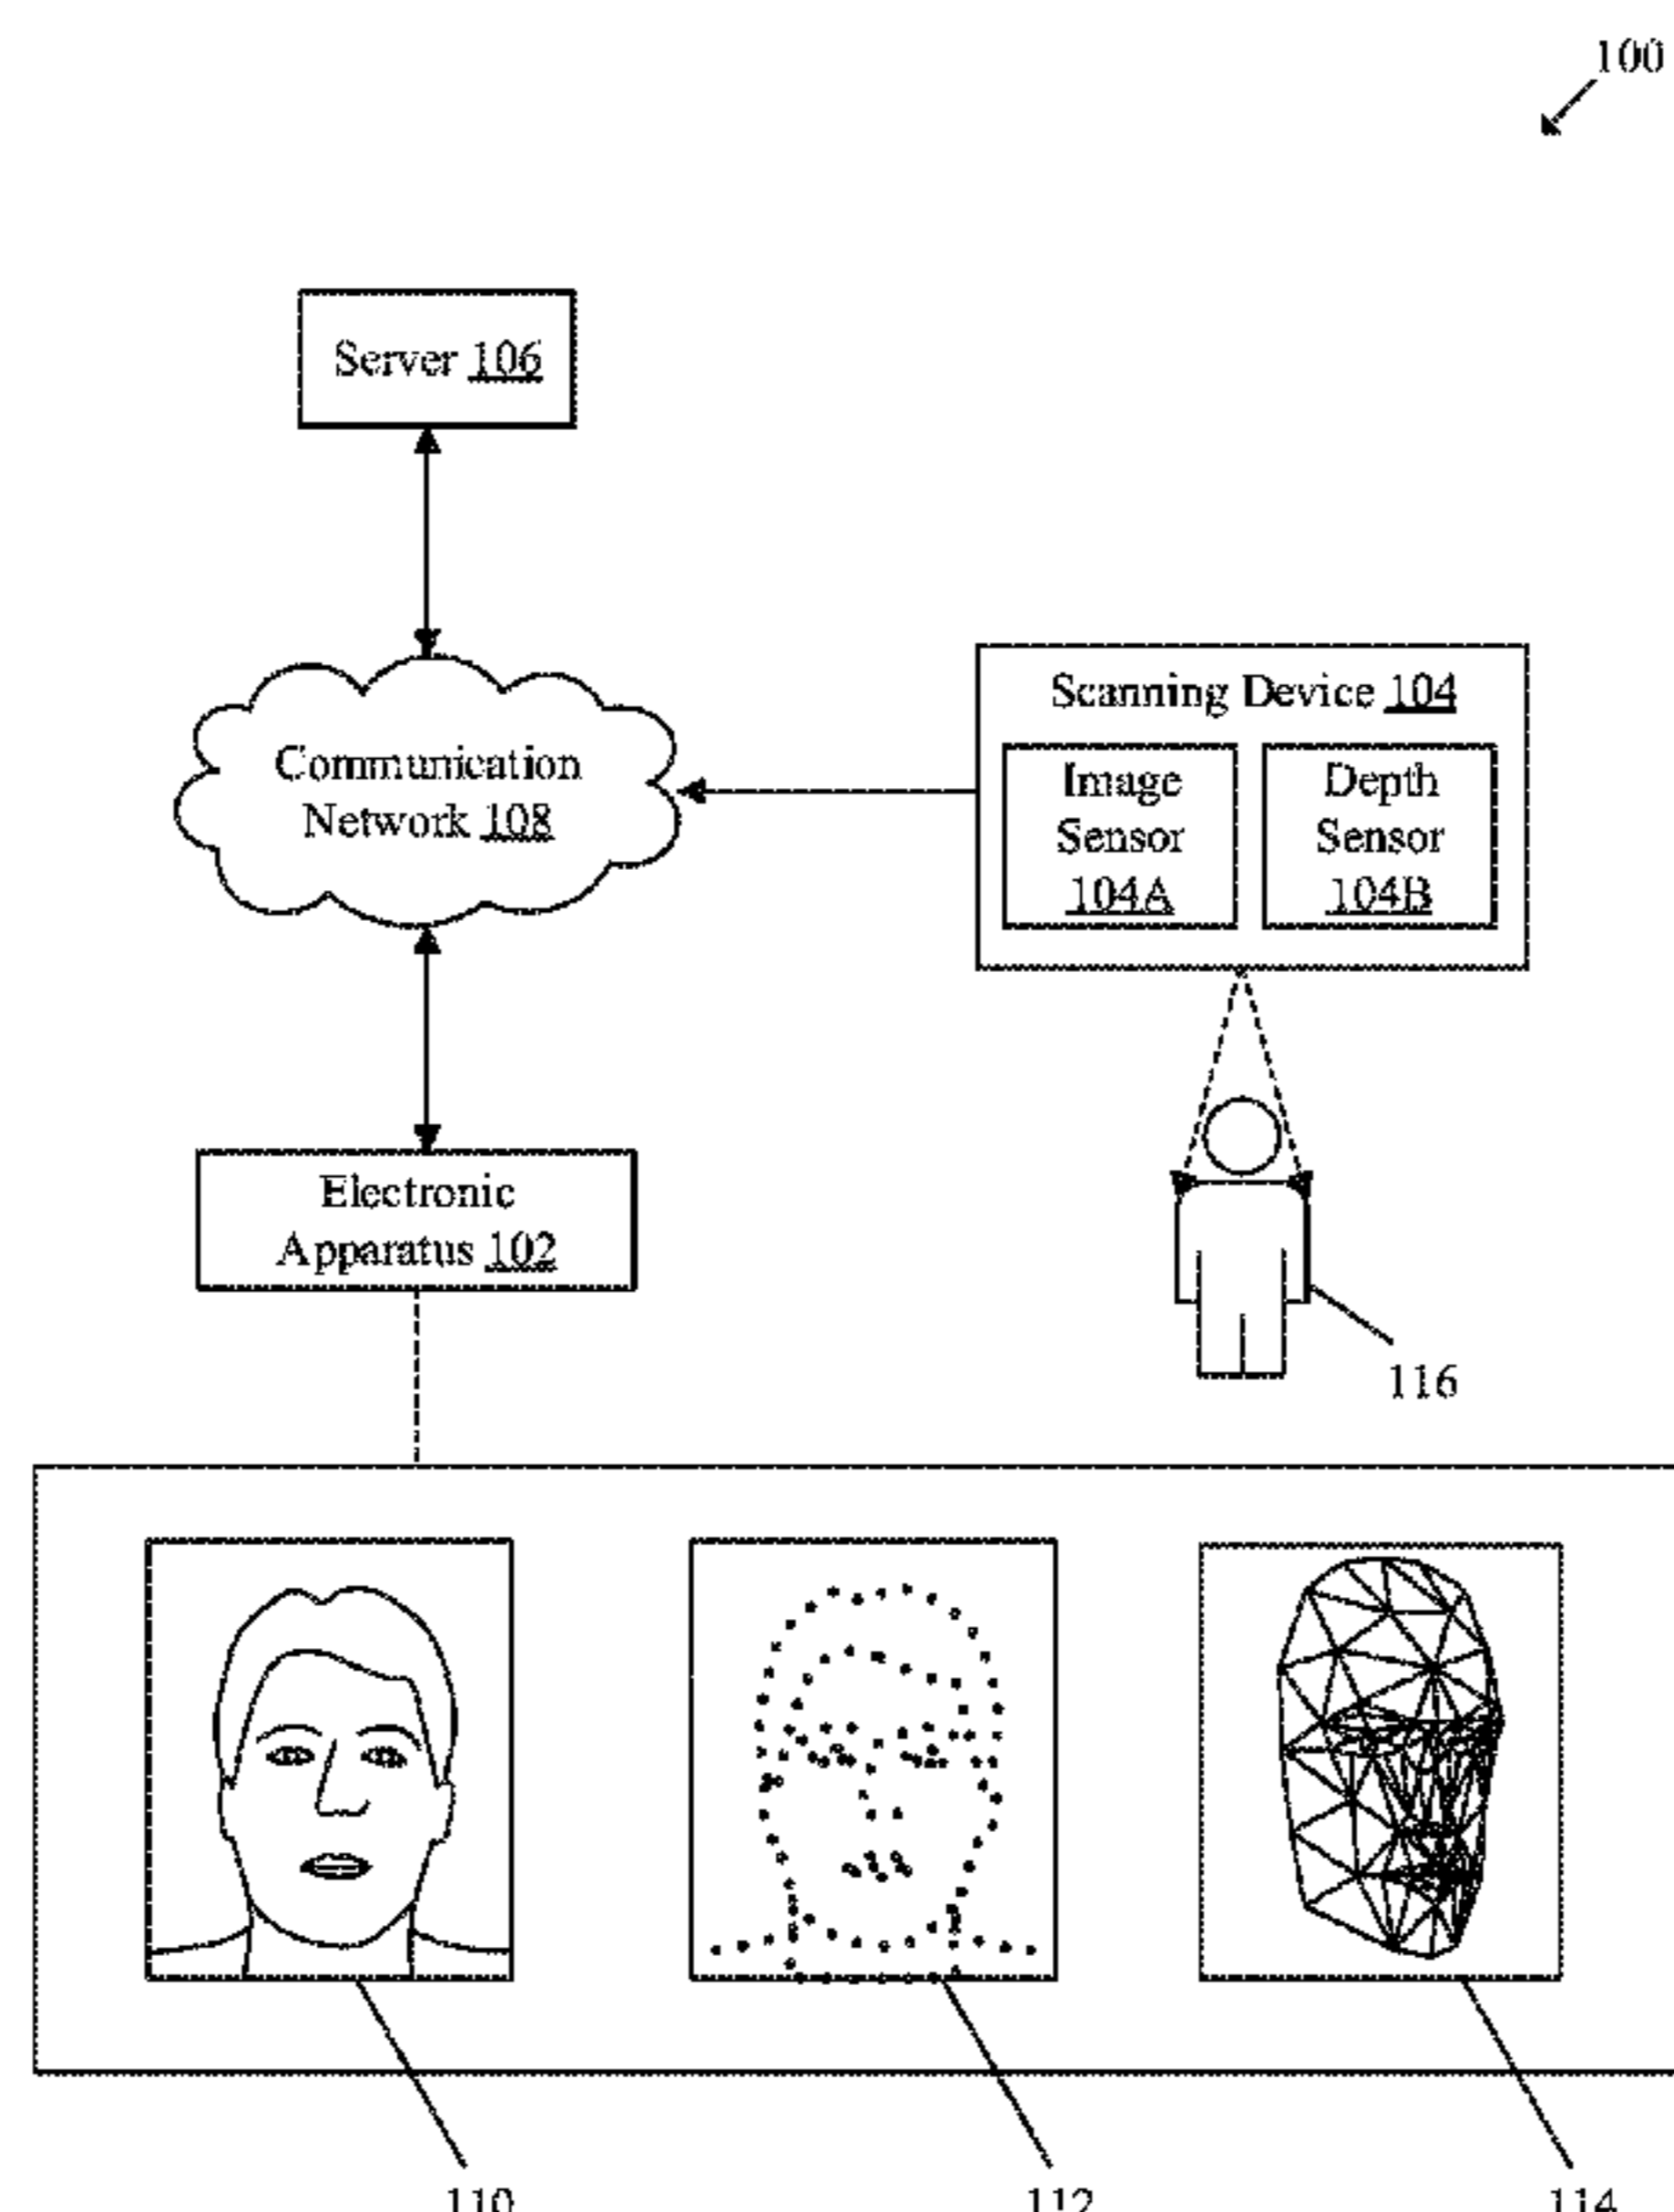 100
Server 106
Communication
Network 108
Scanning Device 104
Image
Sensor
104A
Depth
Sensor
104B
Electronic
Apparatus 102
116
110
112
114